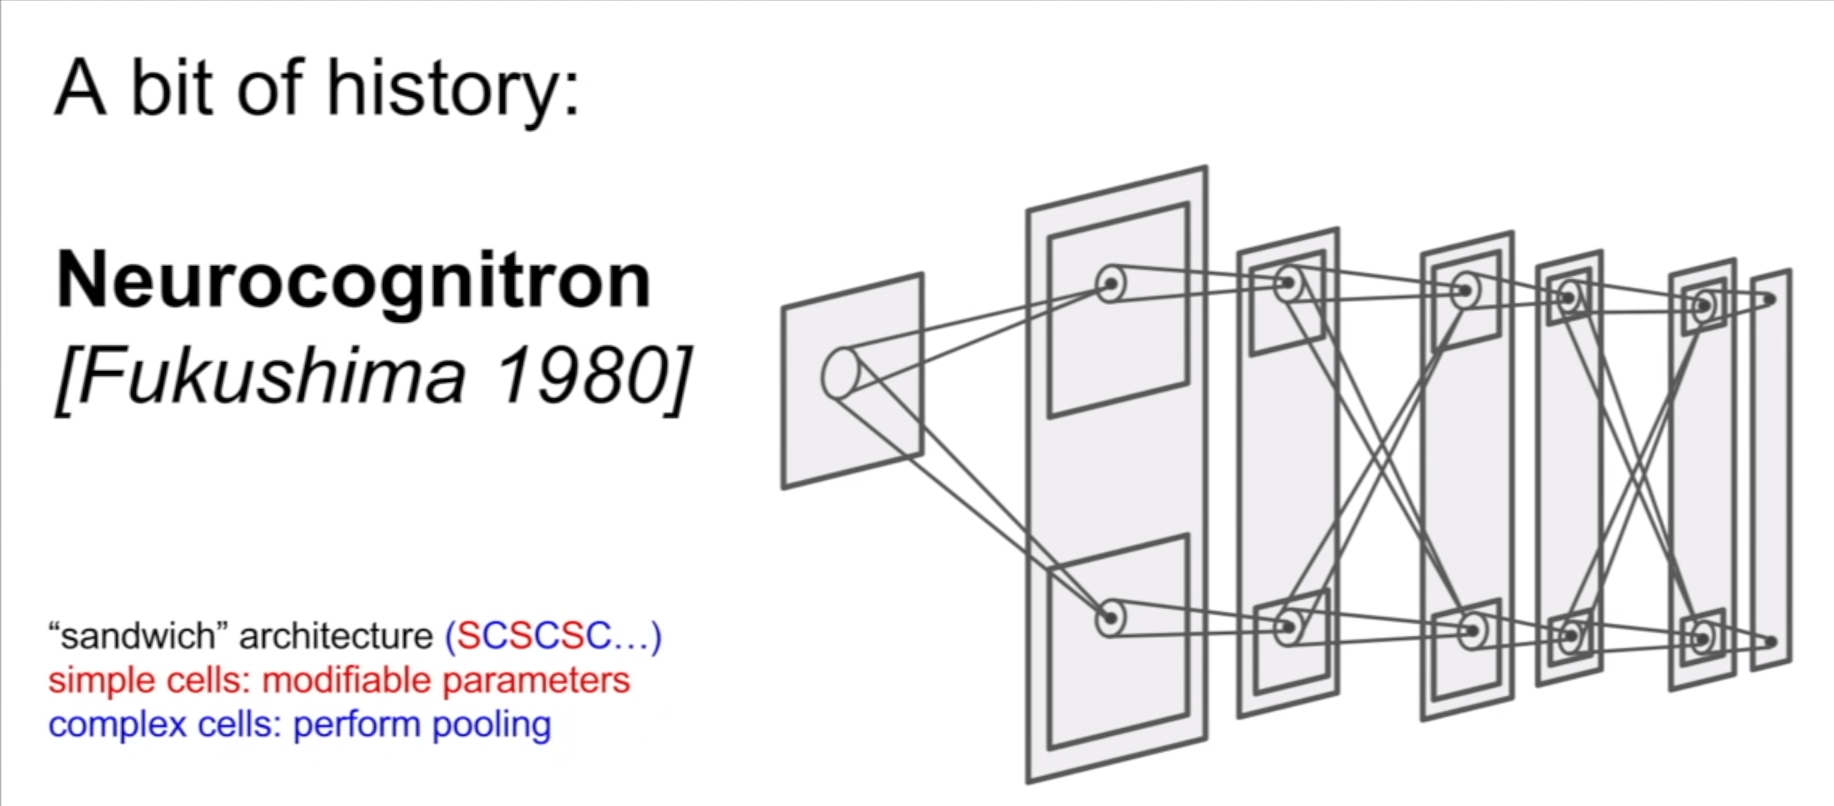 A bit of history:
Neurocognitron
[Fukushima 1980]
“sandwich” architecture (SCSCSC…)
simple cells: modifiable parameters
complex cells: perform pooling